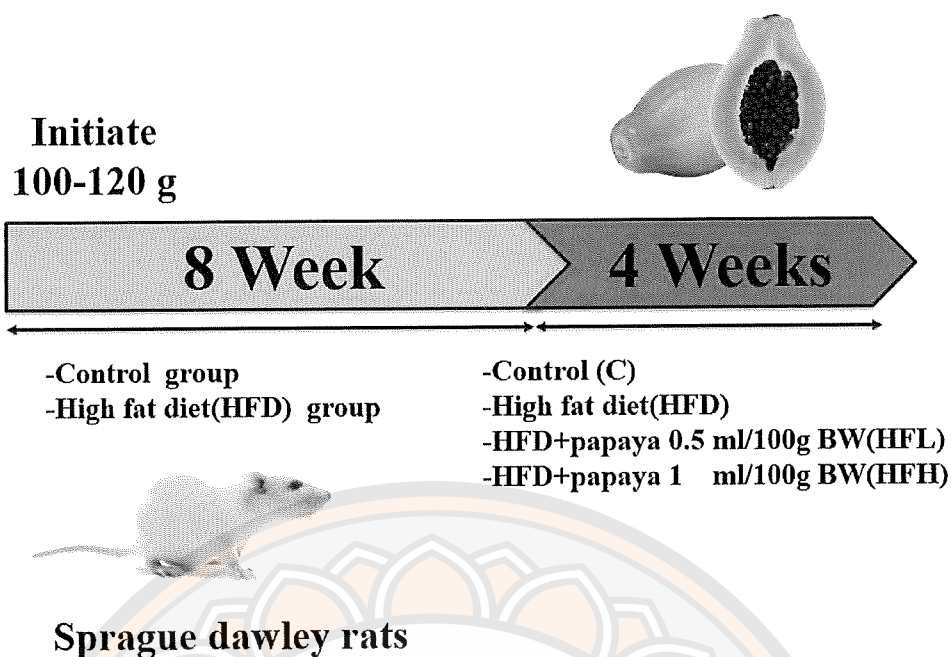 Initiate
100-120 g
8 Week
4 Weeks
-Control group
-High fat diet(HFD) group
-Control (C)
-High fat diet(HFD)
-HFD+papaya 0.5 ml/100g BW(HFL)
-HFD+papaya 1 ml/100g BW(HFH)
Sprague dawley rats